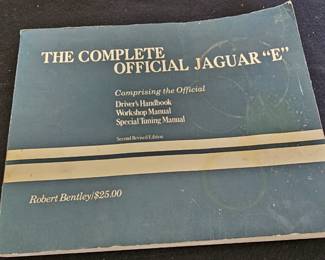 THE COMPLETE
OFFICIAL JAGUAR "E"
Comprising the Official
Driver's Handbook
Workshop Manual
Special Tuning Manual
Second Revised Edition
Robert Bentley/$25.00